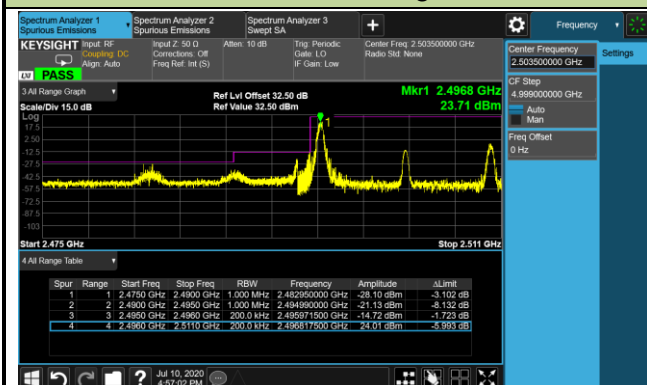 Spectrum Analyzer 1
Spurious Emissions
Spectrum Analyzer 2
Spurious Emissions
Spectrum Analyzer 3
Swept SA
+
Frequency
KEYSIGHT
Input: RF
Coupling: DC
Align: Auto
Input Z: 50 Ω
Corrections: Off
Freq Ref: Int (S)
Atten: 10 dB
Trig: Periodic
Gate: LO
IF Gain: Low
Center Freq: 2.503500000 GHz
Radio Std: None
LXI PASS
Center Frequency
2.503500000 GHz
Settings
CF Step
4.999000000 GHz
Auto
Man
Freq Offset
0 Hz
3 All Range Graph
Scale/Div 15.0 dB
Ref Lvl Offset 32.50 dB
Ref Value 32.50 dBm
Mkr1 2.4968 GHz
23.71 dBm
Log
17.5
2.50
-12.5
-27.5
-42.5
-57.5
-72.5
-87.5
-103
1
Start 2.475 GHz
Stop 2.511 GHz
4 All Range Table
Spur Range Start Freq Stop Freq RBW Frequency Amplitude ΔLimit
1 1 2.4750 GHz 2.4900 GHz 1.000 MHz 2.482950000 GHz -28.10 dBm -3.102 dB
2 2 2.4900 GHz 2.4950 GHz 1.000 MHz 2.494990000 GHz -21.13 dBm -8.132 dB
3 3 2.4950 GHz 2.4960 GHz 200.0 kHz 2.495971500 GHz -14.72 dBm -1.723 dB
4 4 2.4960 GHz 2.5110 GHz 200.0 kHz 2.496817500 GHz 24.01 dBm -5.993 dB
?
Jul 10, 2020
4:57:02 PM